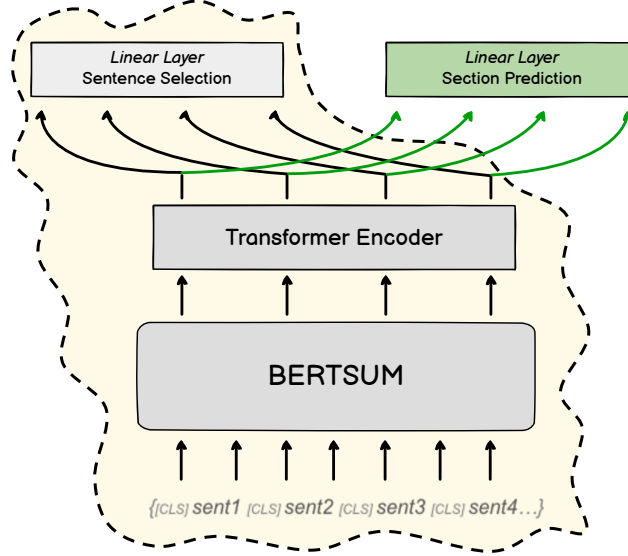 Linear Layer
Sentence Selection
Linear Layer
Section Prediction
Transformer Encoder
BERTSUM
{[CLS] sent1 [CLS] sent2 [CLS] sent3 [CLS] sent4...}